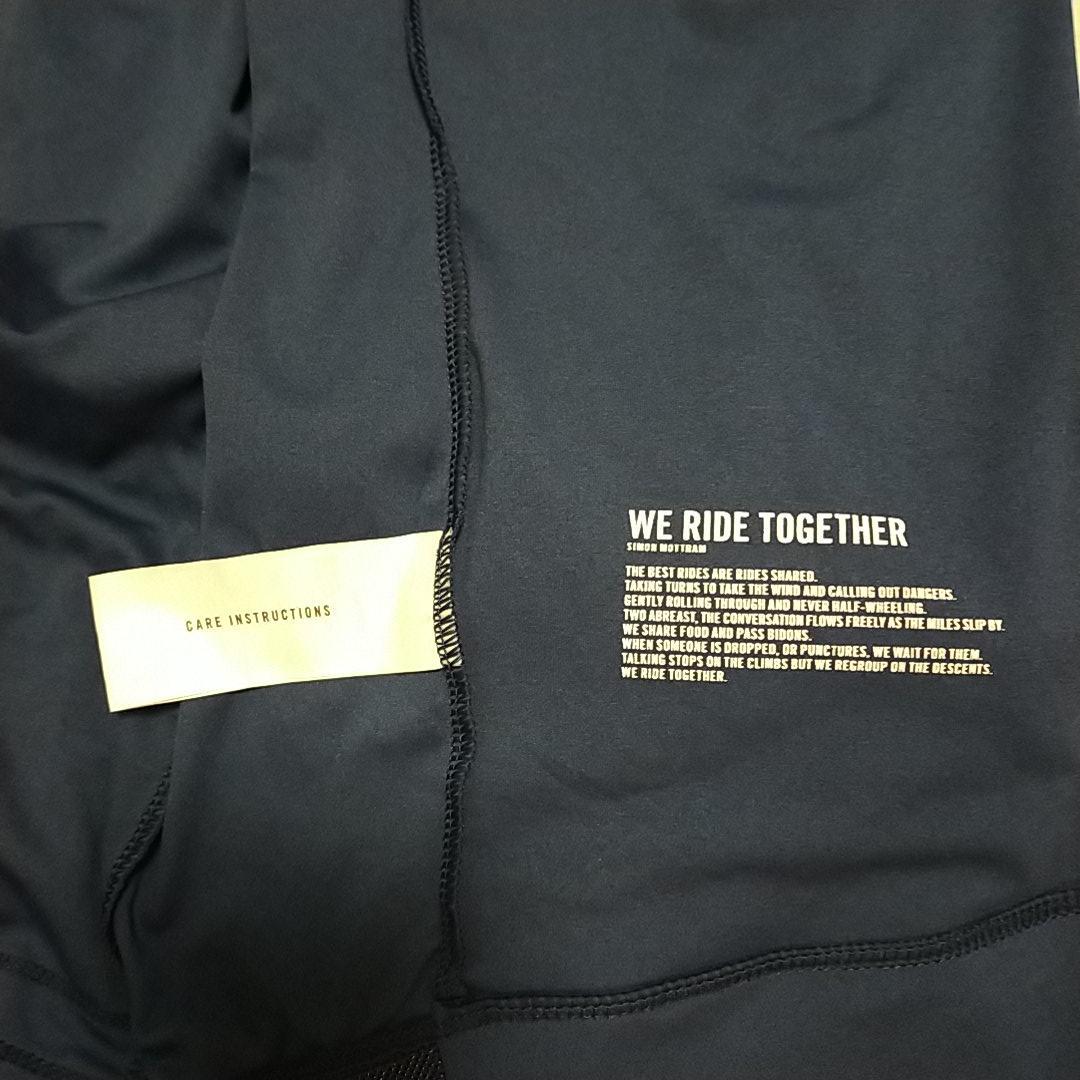 WE RIDE TOGETHER
SIMON MOTTRAM
THE BEST RIDES ARE RIDES SHARED.
TAKING TURNS TO TAKE THE WIND AND CALLING OUT DANGERS.
GENTLY ROLLING THROUGH AND NEVER HALF-WHEELING.
TWO ABREAST, THE CONVERSATION FLOWS FREELY AS THE MILES SLIP BY.
WE SHARE FOOD AND PASS BIDONS.
WHEN SOMEONE IS DROPPED, OR PUNCTURES, WE WAIT FOR THEM.
TALKING STOPS ON THE CLIMBS BUT WE REGROUP ON THE DESCENTS.
WE RIDE TOGETHER.
CARE INSTRUCTIONS